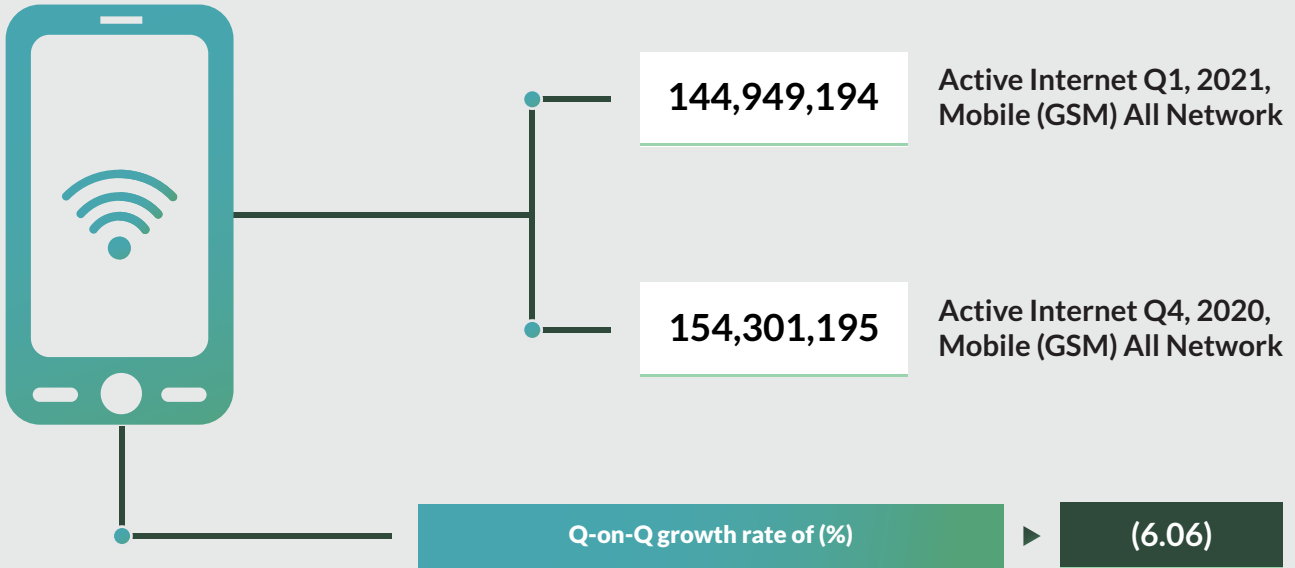 144,949,194
Active Internet Q1, 2021,
Mobile (GSM) All Network
154,301,195
Active Internet Q4, 2020,
Mobile (GSM) All Network
Q-on-Q growth rate of (%)
(6.06)